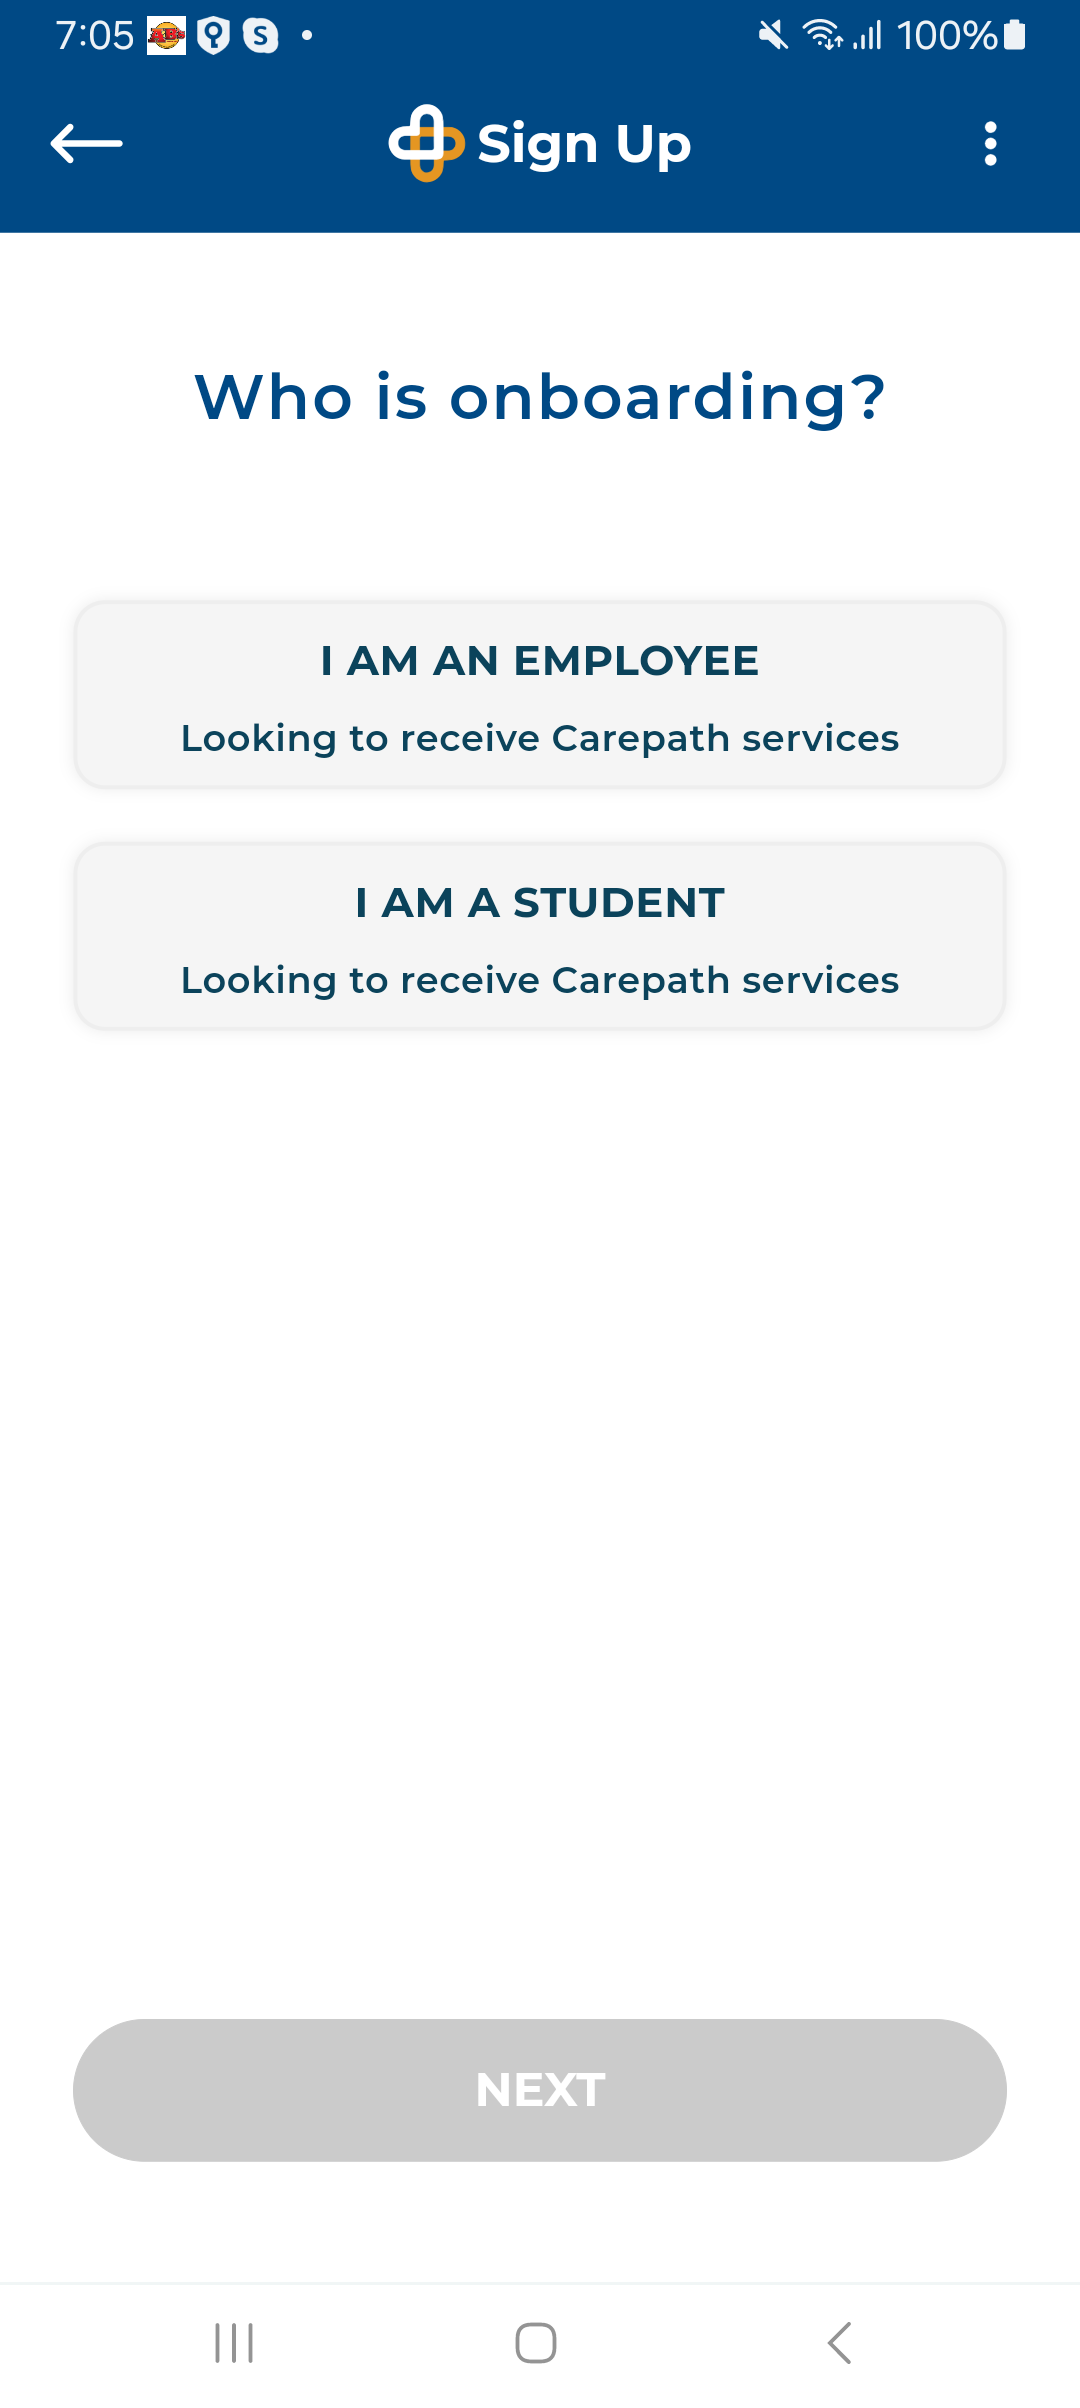 7:05 AB's S 100%
Sign Up
Who is onboarding?
I AM AN EMPLOYEE
Looking to receive Carepath services
I AM A STUDENT
Looking to receive Carepath services
NEXT